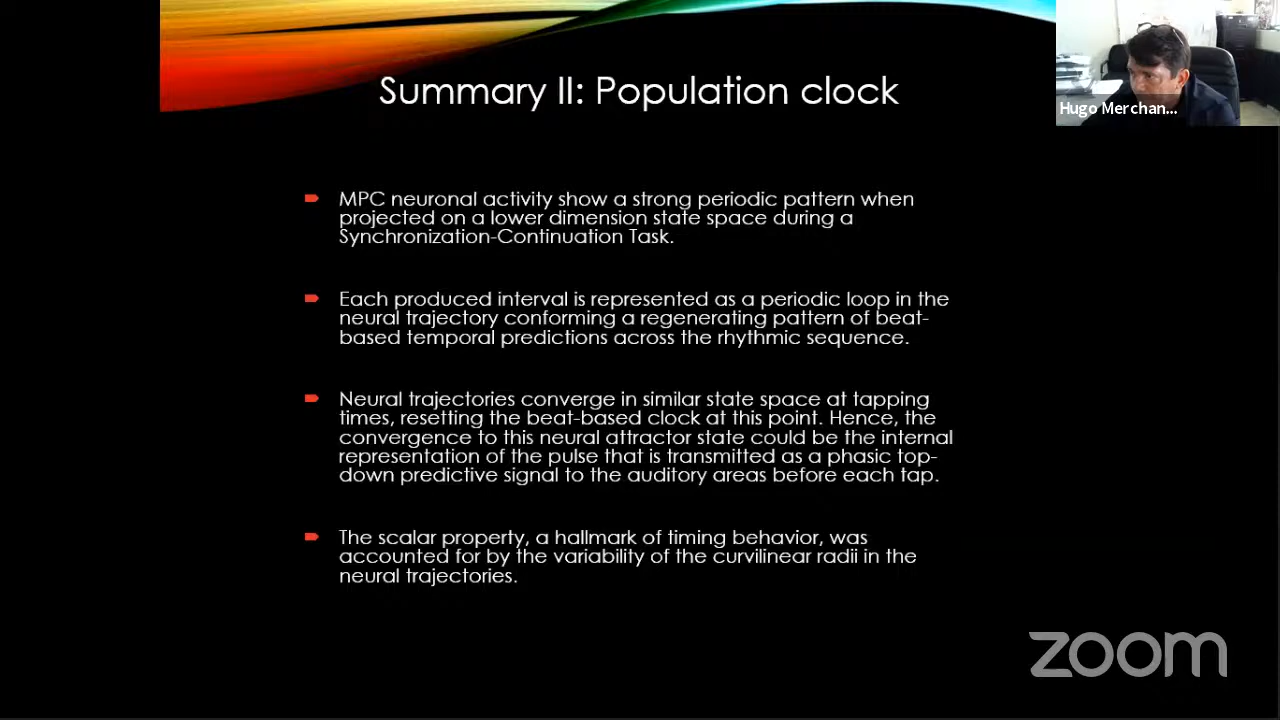 Summary II: Population clock
Hugo Merchan...
MPC neuronal activity show a strong periodic pattern when
projected on a lower dimension state space during a
Synchronization-Continuation Task.
Each produced interval is represented as a periodic loop in the
neural trajectory conforming a regenerating pattern of beat-
based temporal predictions across the rhythmic sequence.
Neural trajectories converge in similar state space at tapping
times, resetting the beat-based clock at this point. Hence, the
convergence to this neural attractor state could be the internal
representation of the pulse that is transmitted as a phasic top-
down predictive signal to the auditory areas before each tap.
The scalar property, a hallmark of timing behavior, was
accounted for by the variability of the curvilinear radii in the
neural trajectories.
zoom